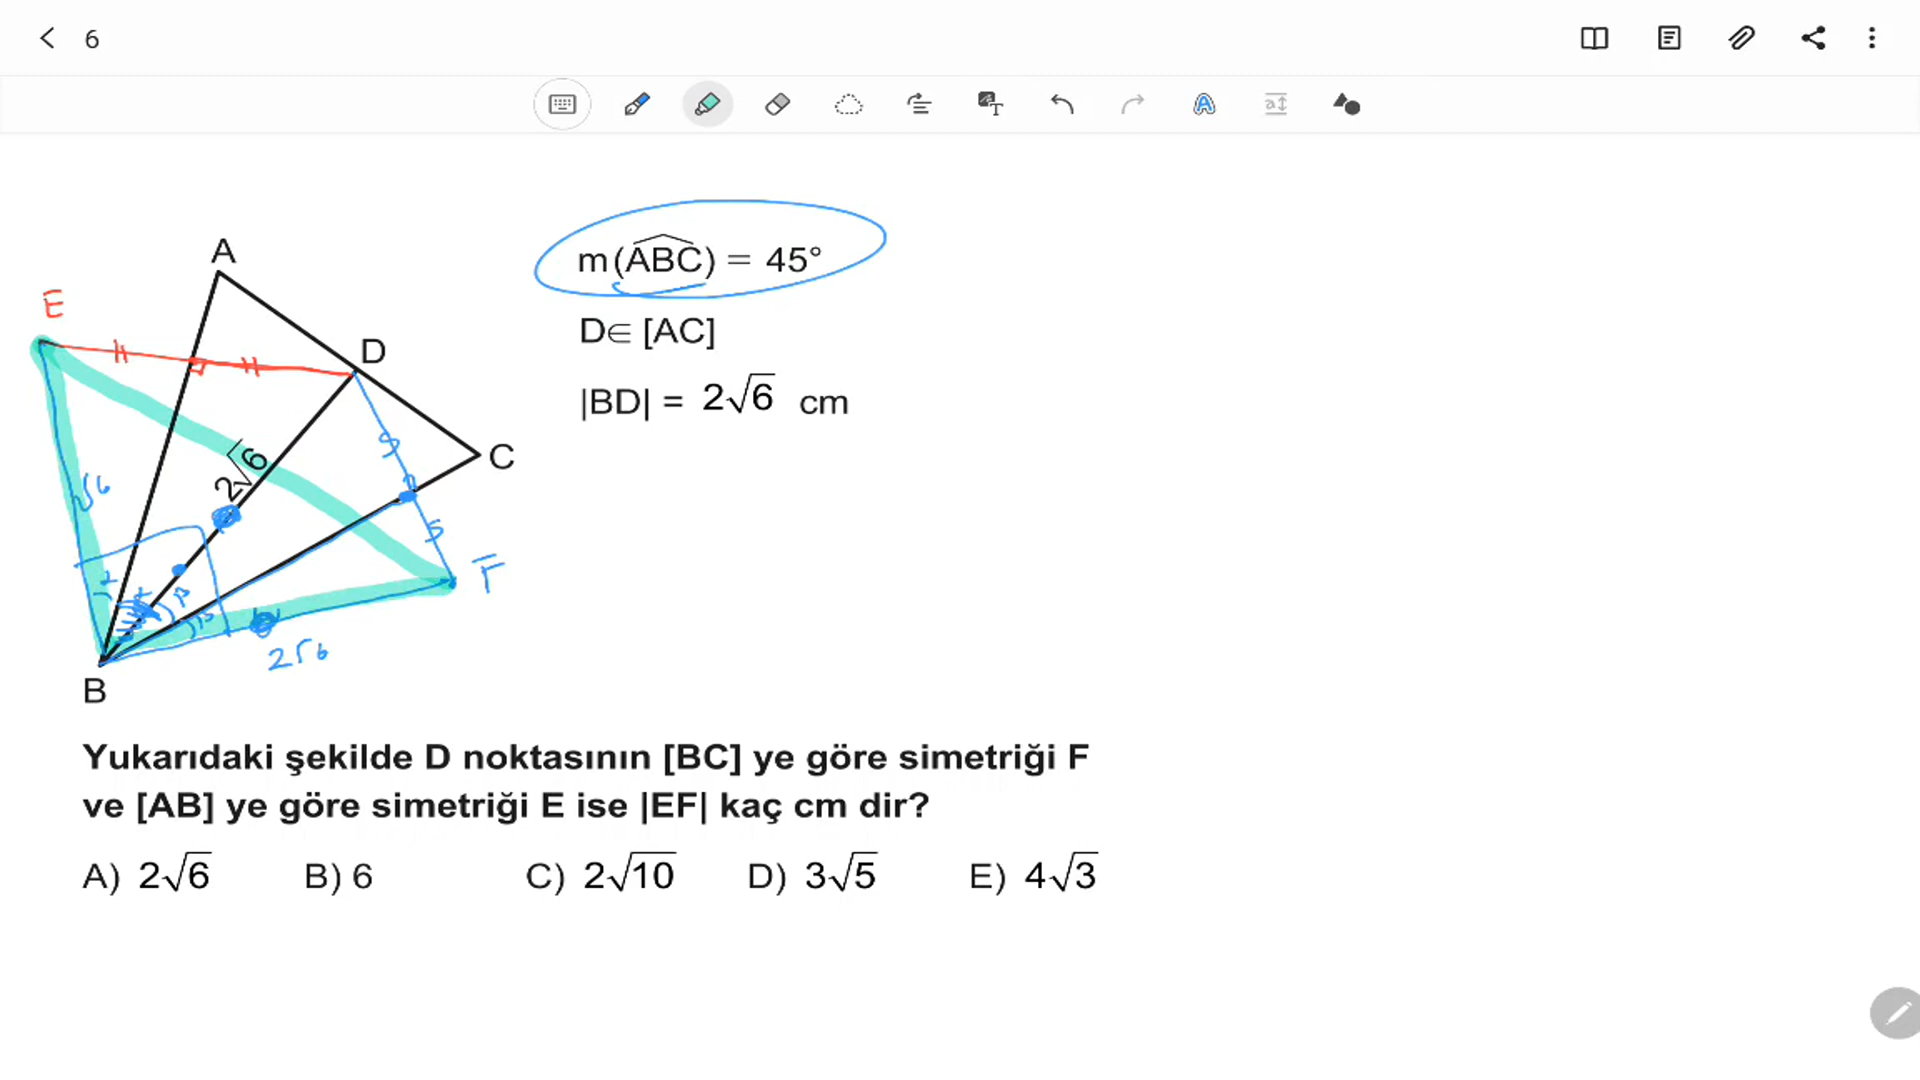 6
A
m(ABC) = 45°
E
D
D∈ [AC]
|BD| = 2√6 cm
C
2√6
√6
F
2√6
B
Yukarıdaki şekilde D noktasının [BC] ye göre simetriği F
ve [AB] ye göre simetriği E ise |EF| kaç cm dir?
A) 2√6 B) 6 C) 2√10 D) 3√5 E) 4√3